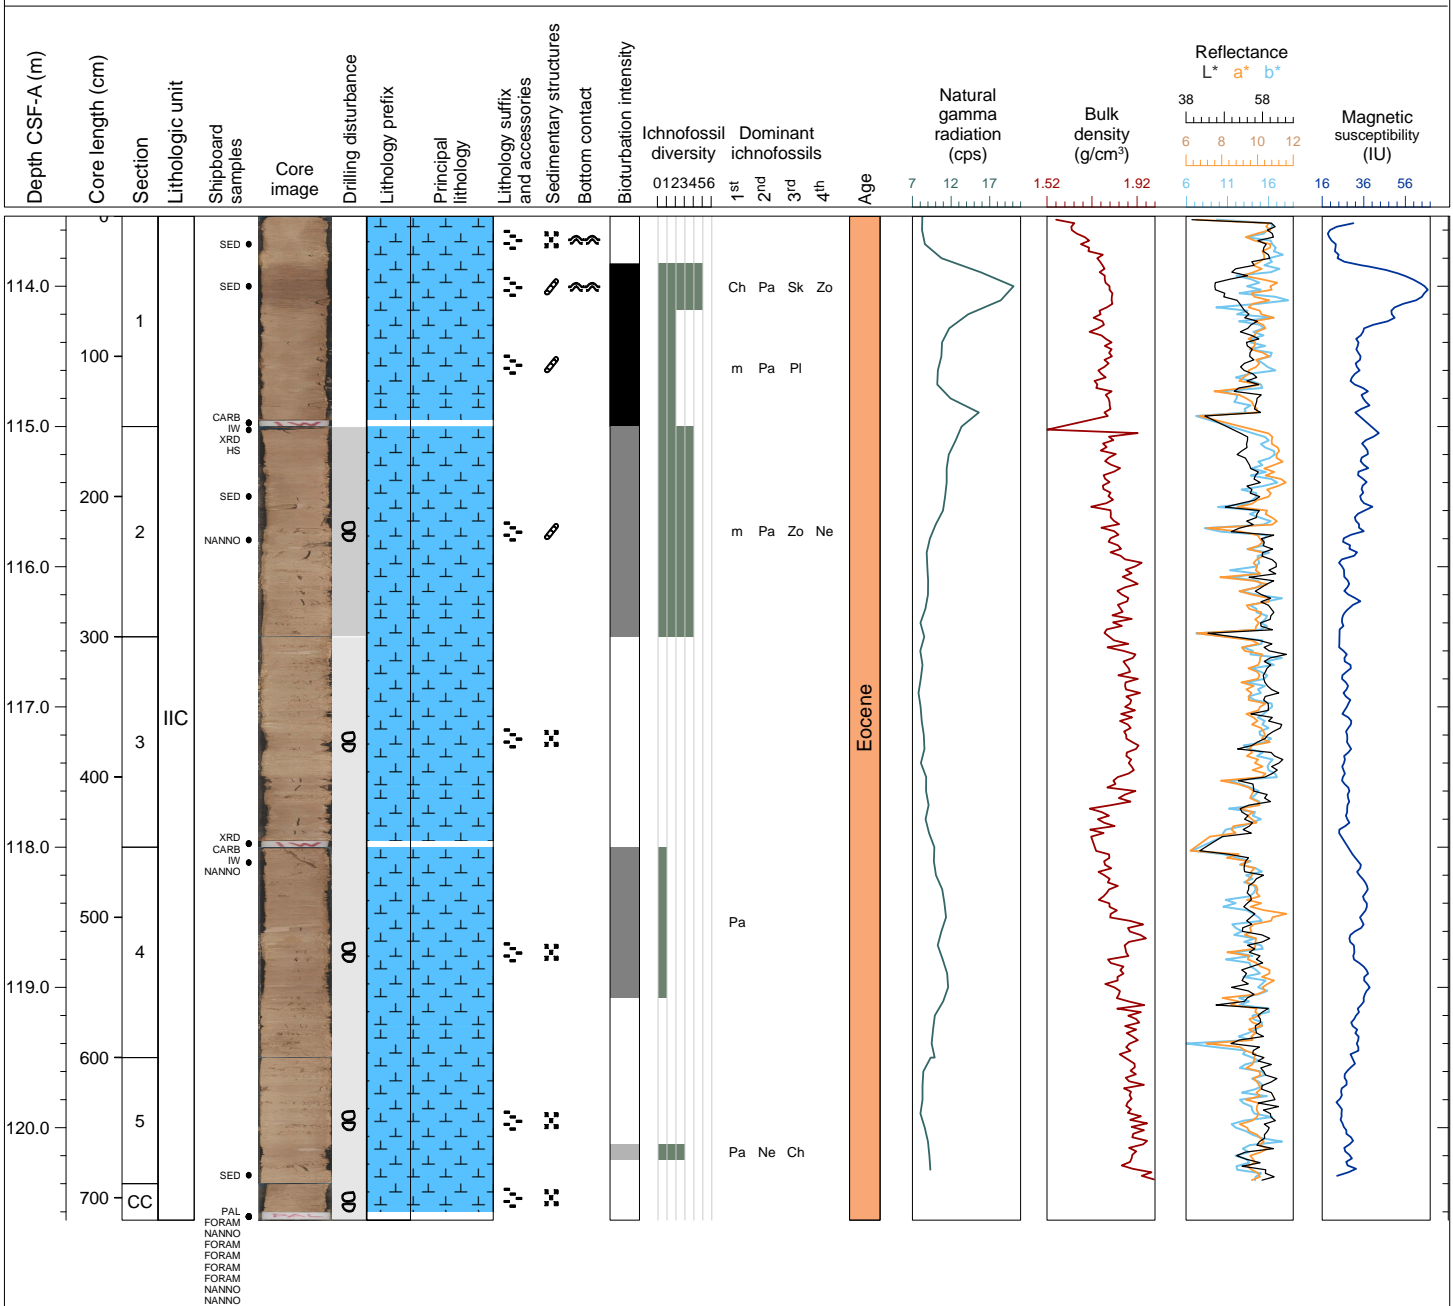 Depth CSF-A (m)
Core length (cm)
Section
Lithologic unit
Shipboard
samples
Core
image
Drilling disturbance
Lithology prefix
Principal
lithology
Lithology suffix
and accessories
Sedimentary structures
Bottom contact
Bioturbation intensity
Ichnofossil
diversity
0123456
Dominant
ichnofossils
1st 2nd 3rd 4th
Age
Natural
gamma
radiation
(cps)
7 12 17
Bulk
density
(g/cm3)
1.52 1.92
Reflectance
L* a* b*
38 58
6 8 10 12
6 11 16
Magnetic
susceptibility
(IU)
16 36 56
0
SED
114.0
SED
Ch Pa Sk Zo
1
100
m Pa Pl
CARB
IW
115.0
IW
XRD
HS
200
SED
2
m Pa Zo Ne
NANNO
116.0
300
117.0
IIC
Eocene
3
400
XRD
IW
118.0
CARB
IW
NANNO
500
Pa
4
119.0
600
5
120.0
Pa Ne Ch
SED
700
CC
PAL
PAL
FORAM
NANNO
FORAM
FORAM
FORAM
FORAM
NANNO
NANNO